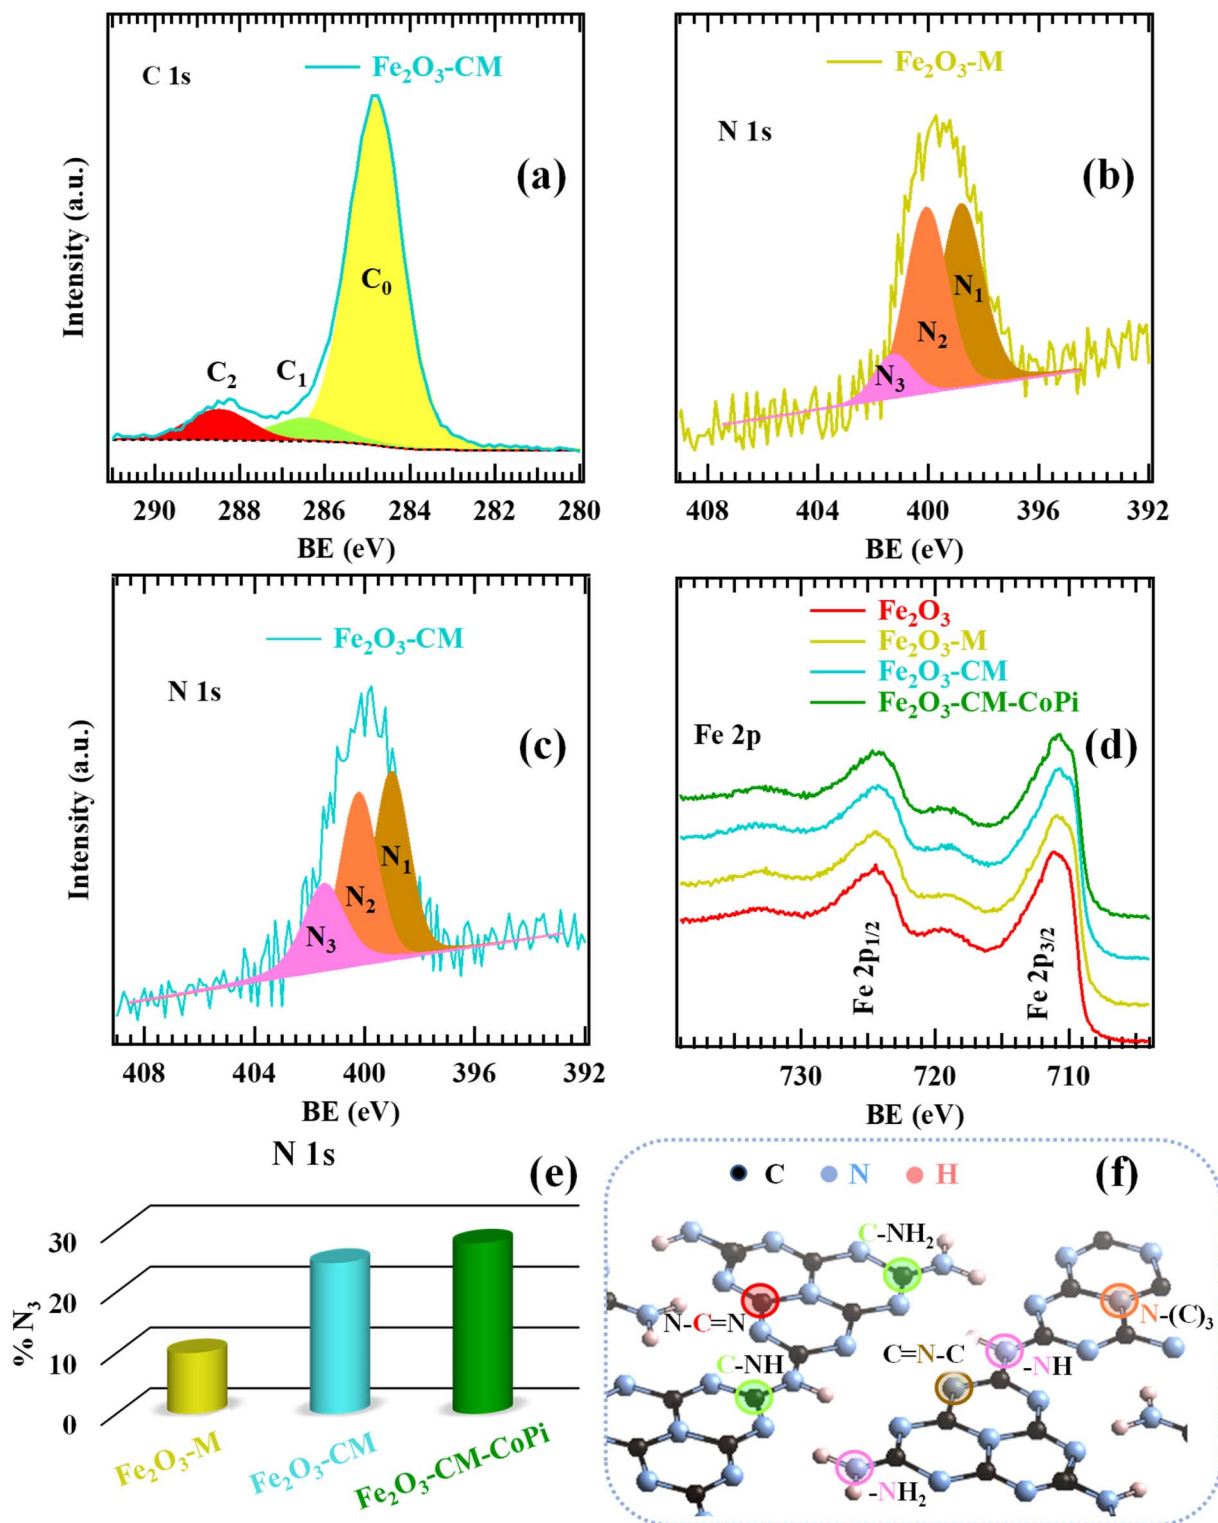 C 1s
Fe₂O₃-CM
(a)
C₀
C₁
C₂
Intensity (a.u.)
290 288 286 284 282 280
BE (eV)
Fe₂O₃-M
N 1s
(b)
N₁
N₂
N₃
408 404 400 396 392
BE (eV)
Fe₂O₃-CM
N 1s
(c)
N₁
N₂
N₃
Intensity (a.u.)
408 404 400 396 392
BE (eV)
Fe₂O₃
Fe₂O₃-M
Fe₂O₃-CM
Fe₂O₃-CM-CoPi
Fe 2p
(d)
Fe 2p₁/₂
Fe 2p₃/₂
730 720 710
BE (eV)
N 1s
(e)
% N₃
30
20
10
0
Fe₂O₃-M
Fe₂O₃-CM
Fe₂O₃-CM-CoPi
C N H
(f)
C-NH₂
N-C=N
N-(C)₃
C=N-C
C-NH
-NH
-NH₂